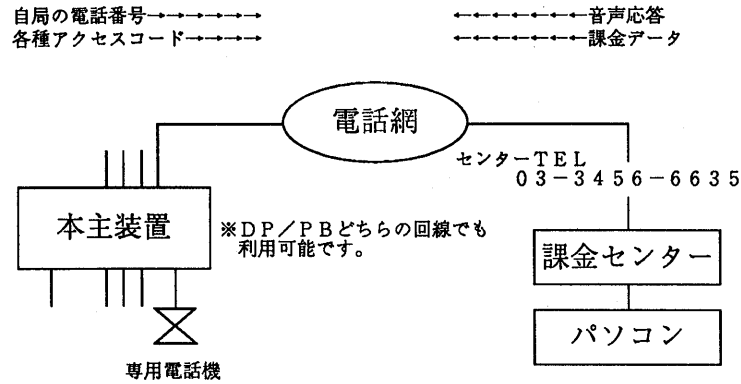 自局の電話番号→→→→→→→
各種アクセスコード→→→→→
←←←←←←←音声応答
←←←←←←←課金データ
電話網
センターTEL
03-3456-6635
本主装置
※DP/PBどちらの回線でも
利用可能です。
課金センター
パソコン
専用電話機